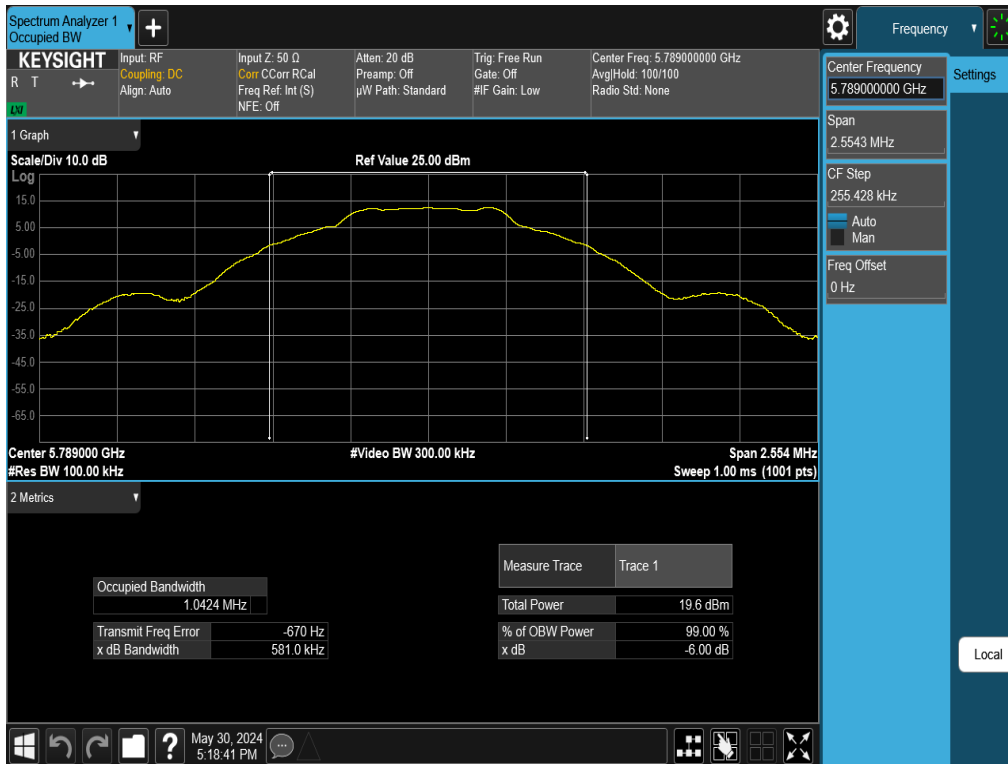 Spectrum Analyzer 1
Occupied BW
+
Frequency
KEYSIGHT
R T
LXI
Input: RF
Coupling: DC
Align: Auto
Input Z: 50 Ω
Corr CCorr RCal
Freq Ref: Int (S)
NFE: Off
Atten: 20 dB
Preamp: Off
µW Path: Standard
Trig: Free Run
Gate: Off
#IF Gain: Low
Center Freq: 5.789000000 GHz
Avg|Hold: 100/100
Radio Std: None
Center Frequency
5.789000000 GHz
Settings
Span
2.5543 MHz
CF Step
255.428 kHz
Auto
Man
Freq Offset
0 Hz
Local
1 Graph
Scale/Div 10.0 dB
Ref Value 25.00 dBm
Log
15.0
5.00
-5.00
-15.0
-25.0
-35.0
-45.0
-55.0
-65.0
Center 5.789000 GHz
#Video BW 300.00 kHz
Span 2.554 MHz
#Res BW 100.00 kHz
Sweep 1.00 ms (1001 pts)
2 Metrics
Measure Trace
Trace 1
Occupied Bandwidth
1.0424 MHz
Total Power
19.6 dBm
Transmit Freq Error
-670 Hz
% of OBW Power
99.00 %
x dB Bandwidth
581.0 kHz
x dB
-6.00 dB
?
May 30, 2024
5:18:41 PM